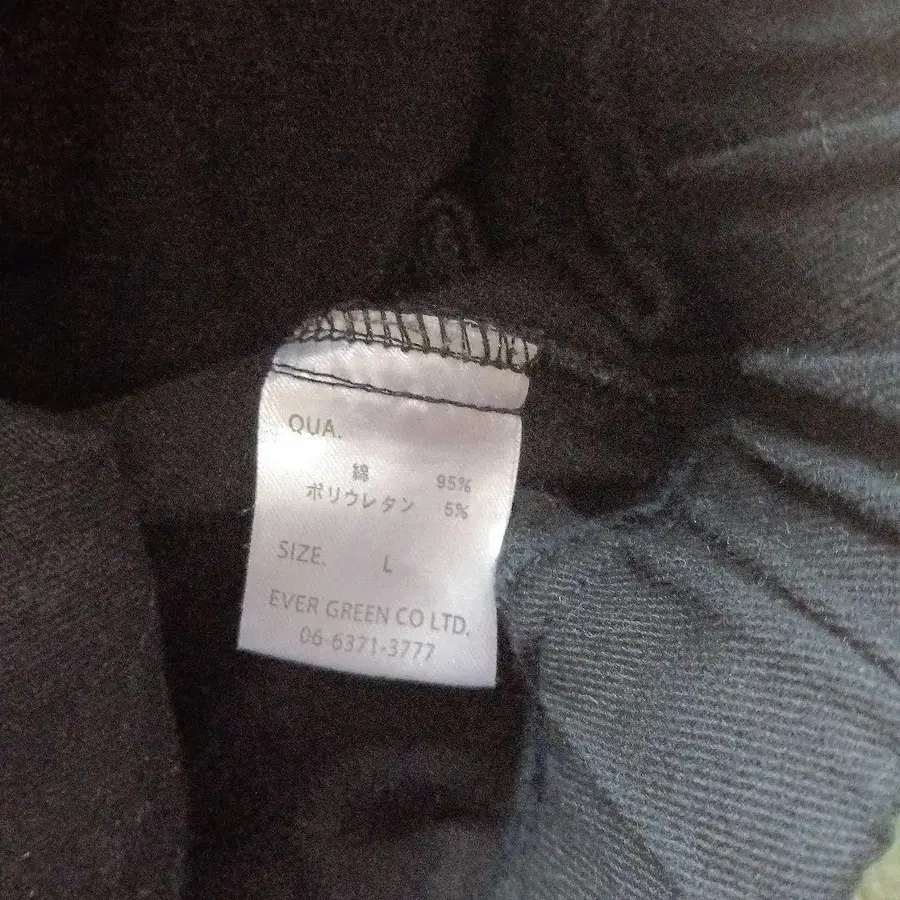 QUA.
綿 95%
ポリウレタン 5%
SIZE. L
EVER GREEN CO LTD.
06-6371-3777